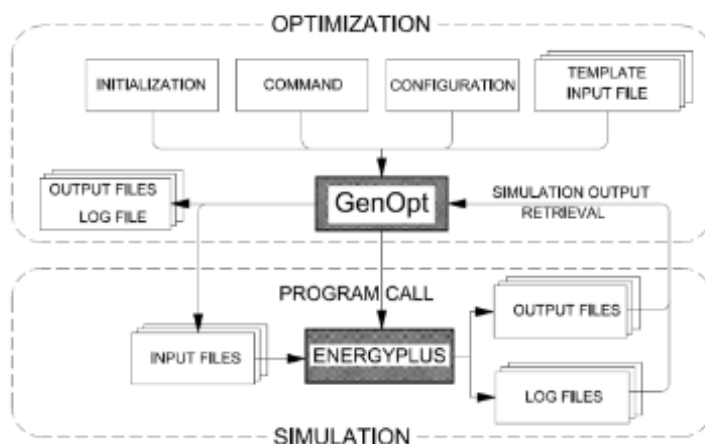 OPTIMIZATION
INITIALIZATION
COMMAND
CONFIGURATION
TEMPLATE
INPUT FILE
OUTPUT FILES
LOG FILE
GenOpt
SIMULATION OUTPUT
RETRIEVAL
PROGRAM CALL
OUTPUT FILES
INPUT FILES
ENERGYPLUS
LOG FILES
SIMULATION